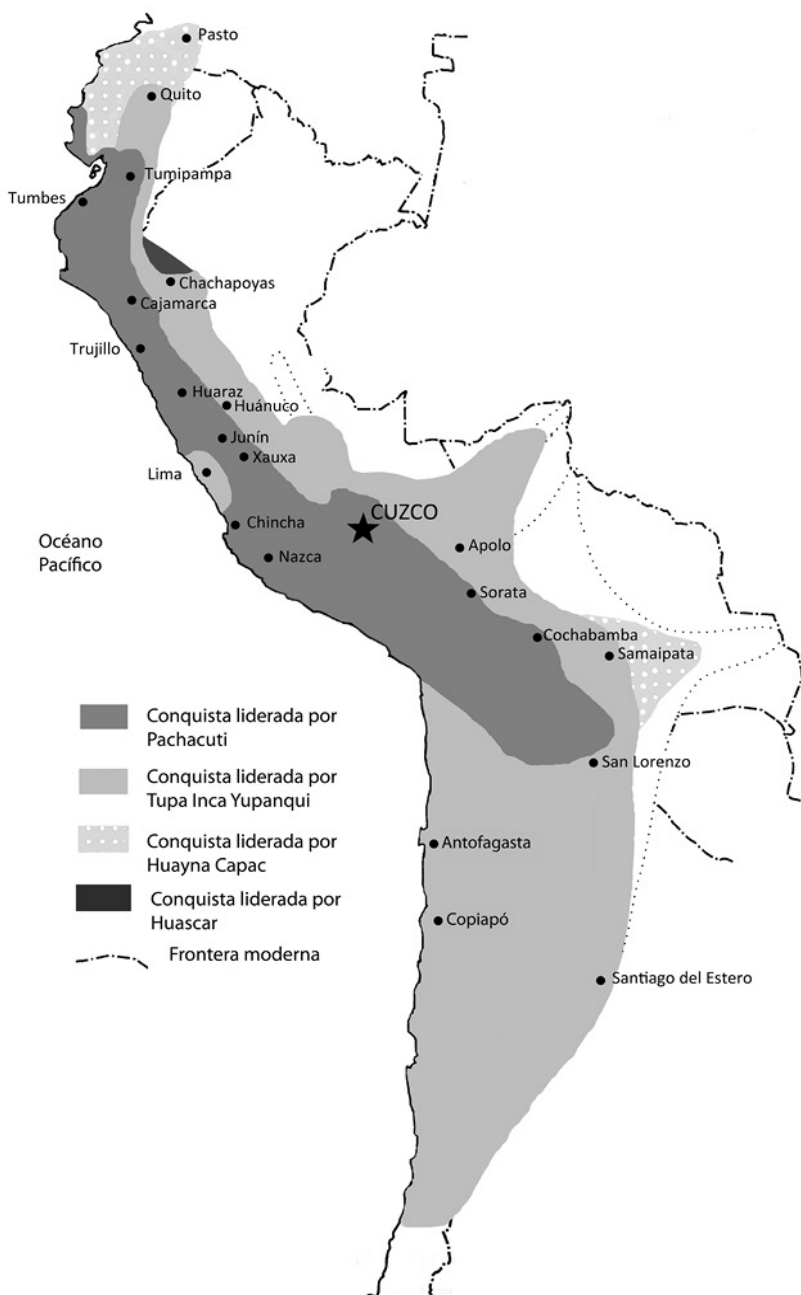 Pasto
Quito
Tumipampa
Tumbes
Chachapoyas
Cajamarca
Trujillo
Huaraz
Huánuco
Junín
Xauxa
Lima
CUZCO
Chincha
Océano
Pacífico
Nazca
Apolo
Sorata
Cochabamba
Samaipata
Conquista liderada por
Pachacuti
San Lorenzo
Conquista liderada por
Tupa Inca Yupanqui
Conquista liderada por
Huayna Capac
Antofagasta
Conquista liderada por
Huascar
Copiapó
Frontera moderna
Santiago del Estero